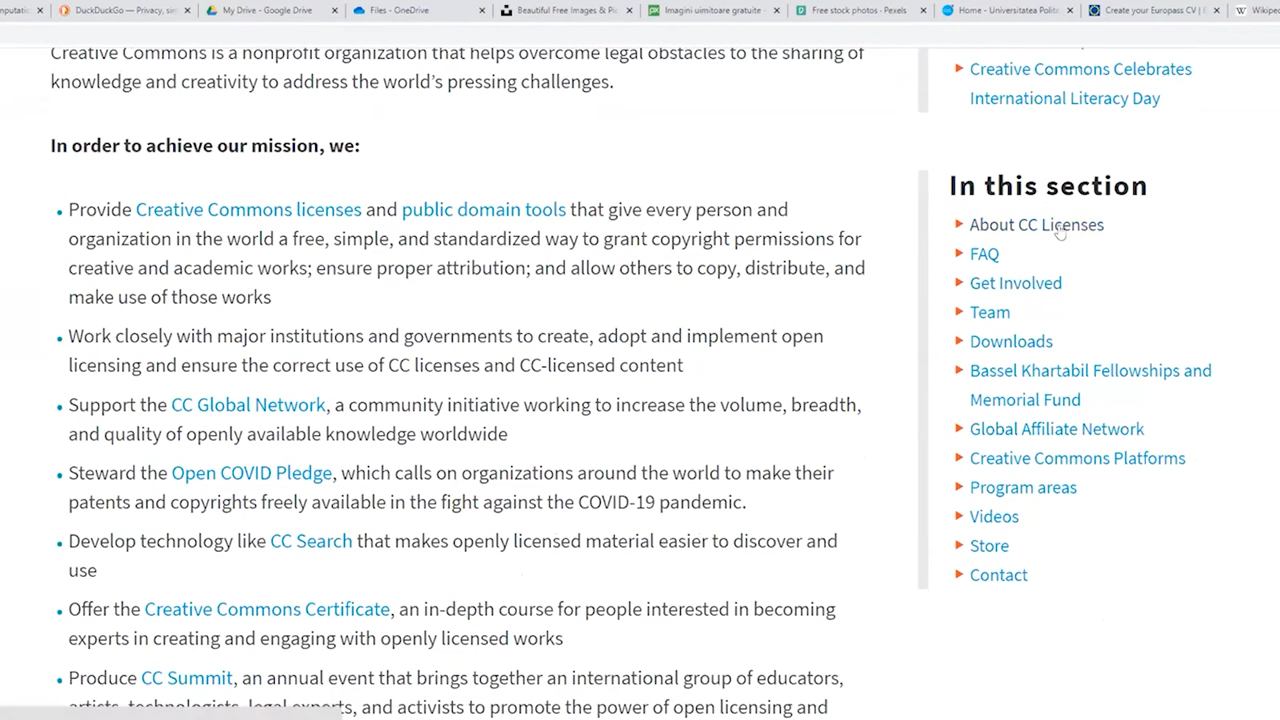 DuckDuckGo — Privacy, sim
My Drive - Google Drive
Files - OneDrive
Beautiful Free Images & Pi
Imagini uimitoare gratuite -
Free stock photos · Pexels
Home - Universitatea Polite
Create your Europass CV | E
Wikipe
Creative Commons is a nonprofit organization that helps overcome legal obstacles to the sharing of
knowledge and creativity to address the world's pressing challenges.
In order to achieve our mission, we:
• Provide Creative Commons licenses and public domain tools that give every person and
organization in the world a free, simple, and standardized way to grant copyright permissions for
creative and academic works; ensure proper attribution; and allow others to copy, distribute, and
make use of those works
• Work closely with major institutions and governments to create, adopt and implement open
licensing and ensure the correct use of CC licenses and CC-licensed content
• Support the CC Global Network, a community initiative working to increase the volume, breadth,
and quality of openly available knowledge worldwide
• Steward the Open COVID Pledge, which calls on organizations around the world to make their
patents and copyrights freely available in the fight against the COVID-19 pandemic.
• Develop technology like CC Search that makes openly licensed material easier to discover and
use
• Offer the Creative Commons Certificate, an in-depth course for people interested in becoming
experts in creating and engaging with openly licensed works
• Produce CC Summit, an annual event that brings together an international group of educators,
artists, technologists, legal experts, and activists to promote the power of open licensing and
Creative Commons Celebrates
International Literacy Day
In this section
About CC Licenses
FAQ
Get Involved
Team
Downloads
Bassel Khartabil Fellowships and
Memorial Fund
Global Affiliate Network
Creative Commons Platforms
Program areas
Videos
Store
Contact